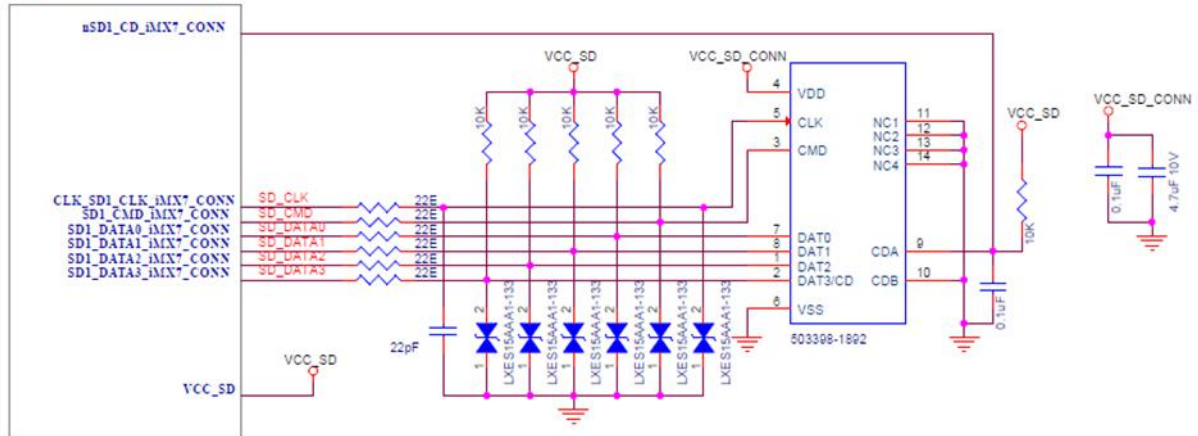 nSD1_CD_iMX7_CONN
VCC_SD
VCC_SD_CONN
10K
10K
10K
10K
10K
4
VDD
5
CLK
3
CMD
NC1
11
NC2
12
NC3
13
NC4
14
VCC_SD
VCC_SD_CONN
0.1uF
4.7uF 10V
10K
CLK_SD1_CLK_iMX7_CONN
SD_CLK
22E
SD1_CMD_iMX7_CONN
SD_CMD
22E
SD1_DATA0_iMX7_CONN
SD_DATA0
22E
SD1_DATA1_iMX7_CONN
SD_DATA1
22E
SD1_DATA2_iMX7_CONN
SD_DATA2
22E
SD1_DATA3_iMX7_CONN
SD_DATA3
22E
7
DAT0
8
DAT1
1
DAT2
2
DAT3/CD
6
VSS
CDA
9
CDB
10
0.1uF
503398-1892
22pF
2
1
LXES15AAA1-133
2
1
LXES15AAA1-133
2
1
LXES15AAA1-133
2
1
LXES15AAA1-133
2
1
LXES15AAA1-133
2
1
LXES15AAA1-133
VCC_SD
VCC_SD